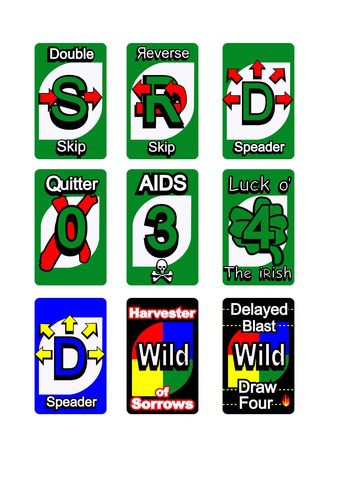 Double
S
Skip
Яeverse
R
Skip
D
Speader
Quitter
0
AIDS
3
Luck o'
4
The iRish
D
Speader
Harvester
Wild
of
Sorrows
Delayed
Blast
Wild
Draw
Four